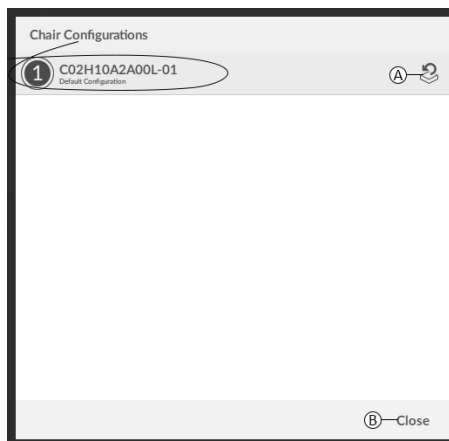 Chair Configurations
1 C02H10A2A00L-01
Default Configuration
A
B Close